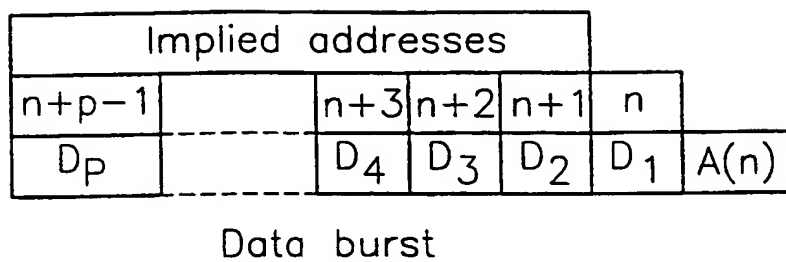 Implied addresses
n+p-1 n+3 n+2 n+1 n
Dp D4 D3 D2 D1 A(n)
Data burst